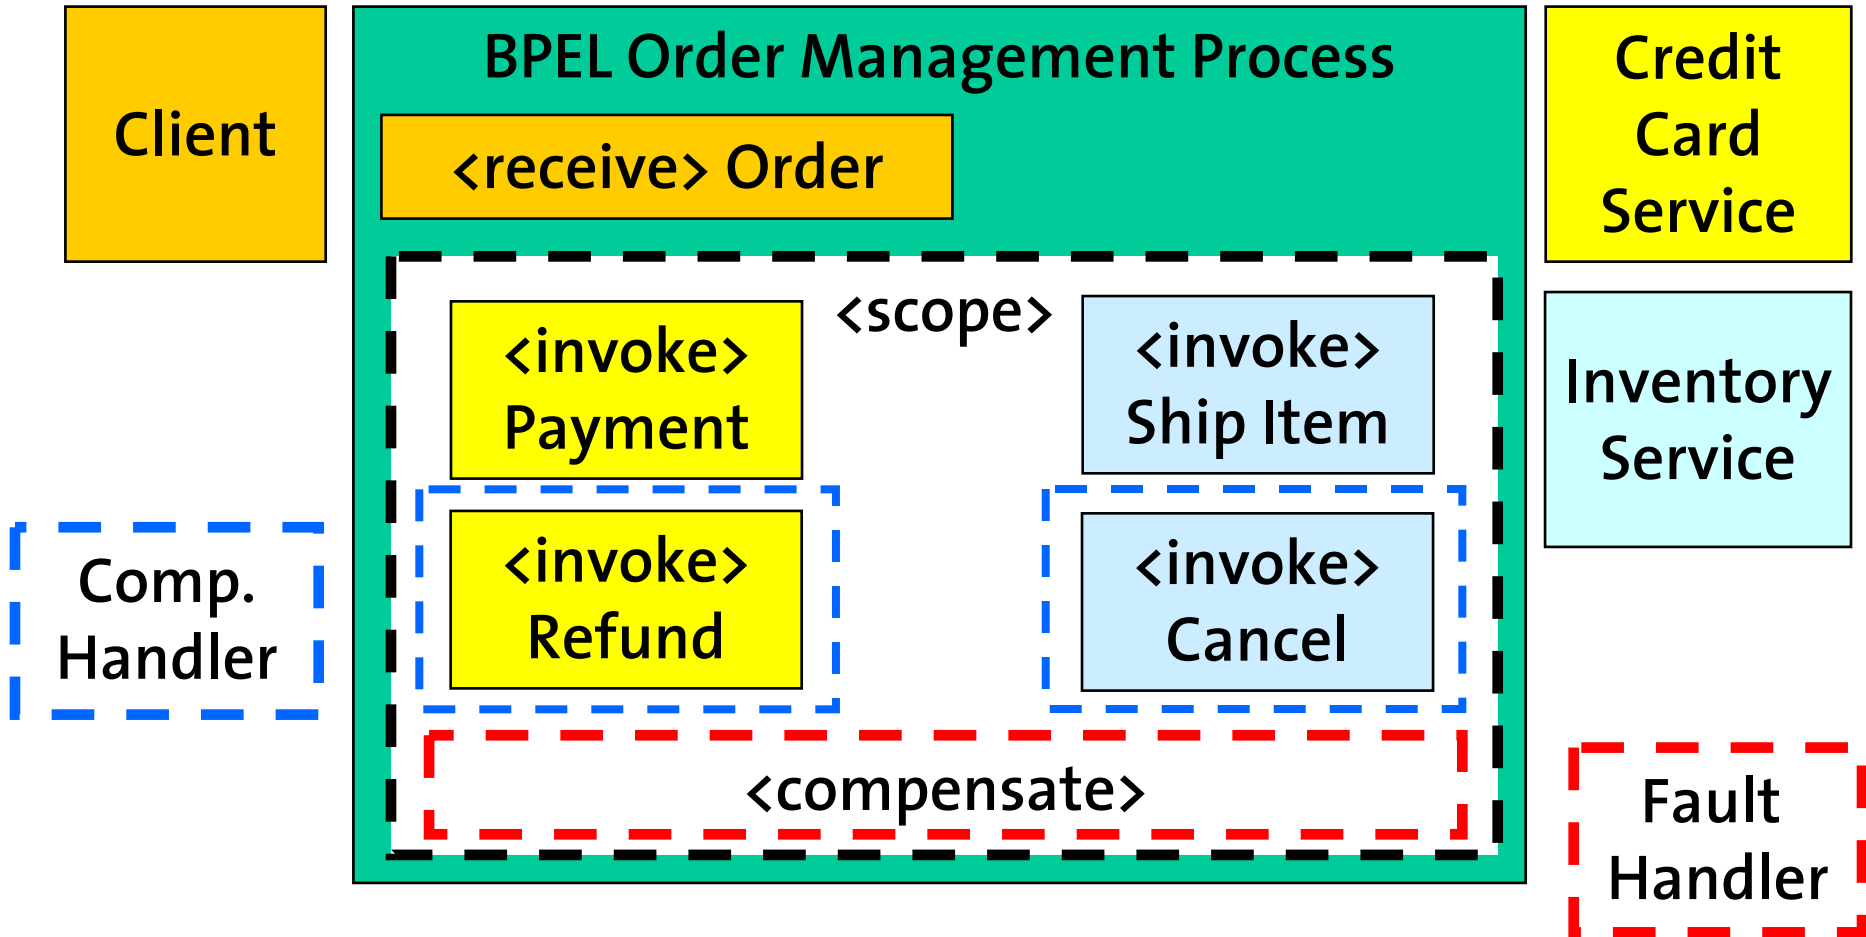 Client
BPEL Order Management Process
<receive> Order
<scope>
<invoke>
Payment
<invoke>
Ship Item
<invoke>
Refund
<invoke>
Cancel
<compensate>
Credit
Card
Service
Inventory
Service
Comp.
Handler
Fault
Handler